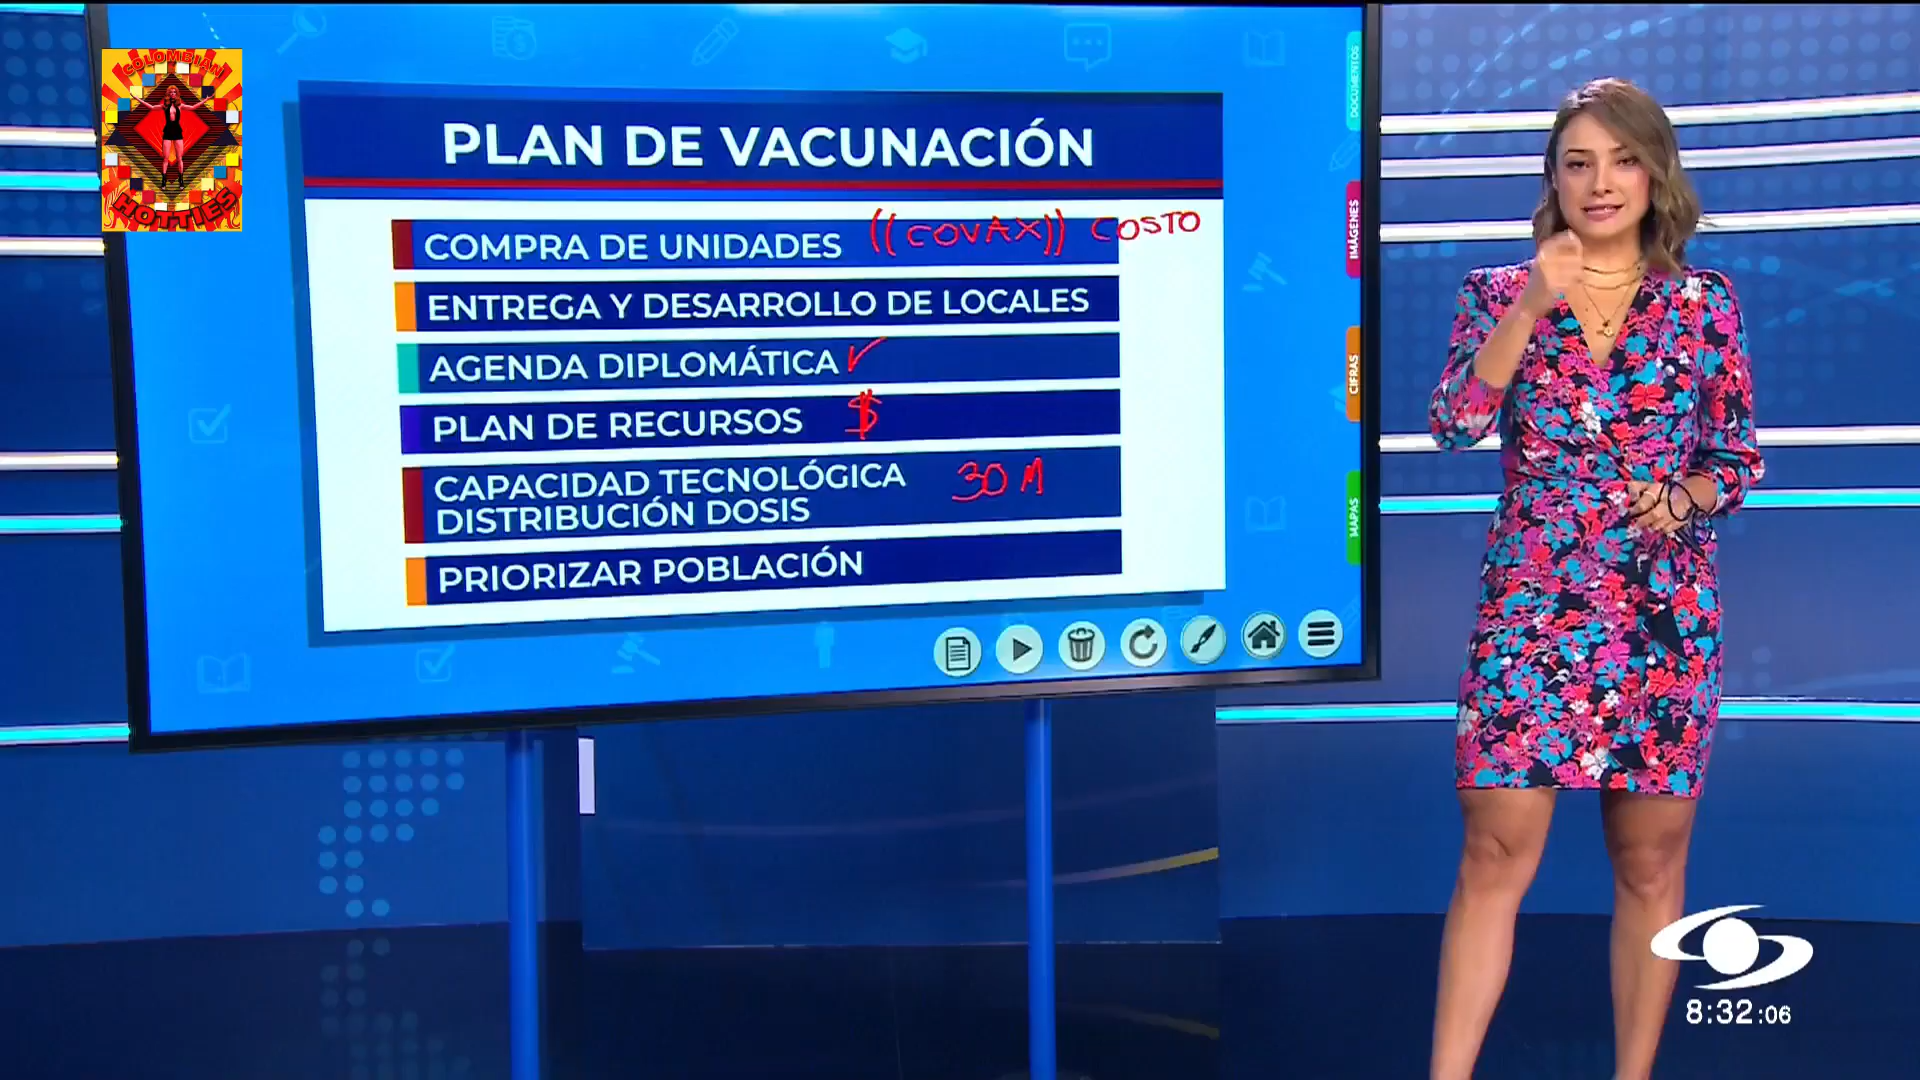 COLOMBIAN
HOTTIES
PLAN DE VACUNACIÓN
COMPRA DE UNIDADES ((COVAX)) COSTO
ENTREGA Y DESARROLLO DE LOCALES
AGENDA DIPLOMÁTICA
PLAN DE RECURSOS $
CAPACIDAD TECNOLÓGICA 30 M
DISTRIBUCIÓN DOSIS
PRIORIZAR POBLACIÓN
DOCUMENTOS
IMÁGENES
CIFRAS
MAPAS
8:32:06